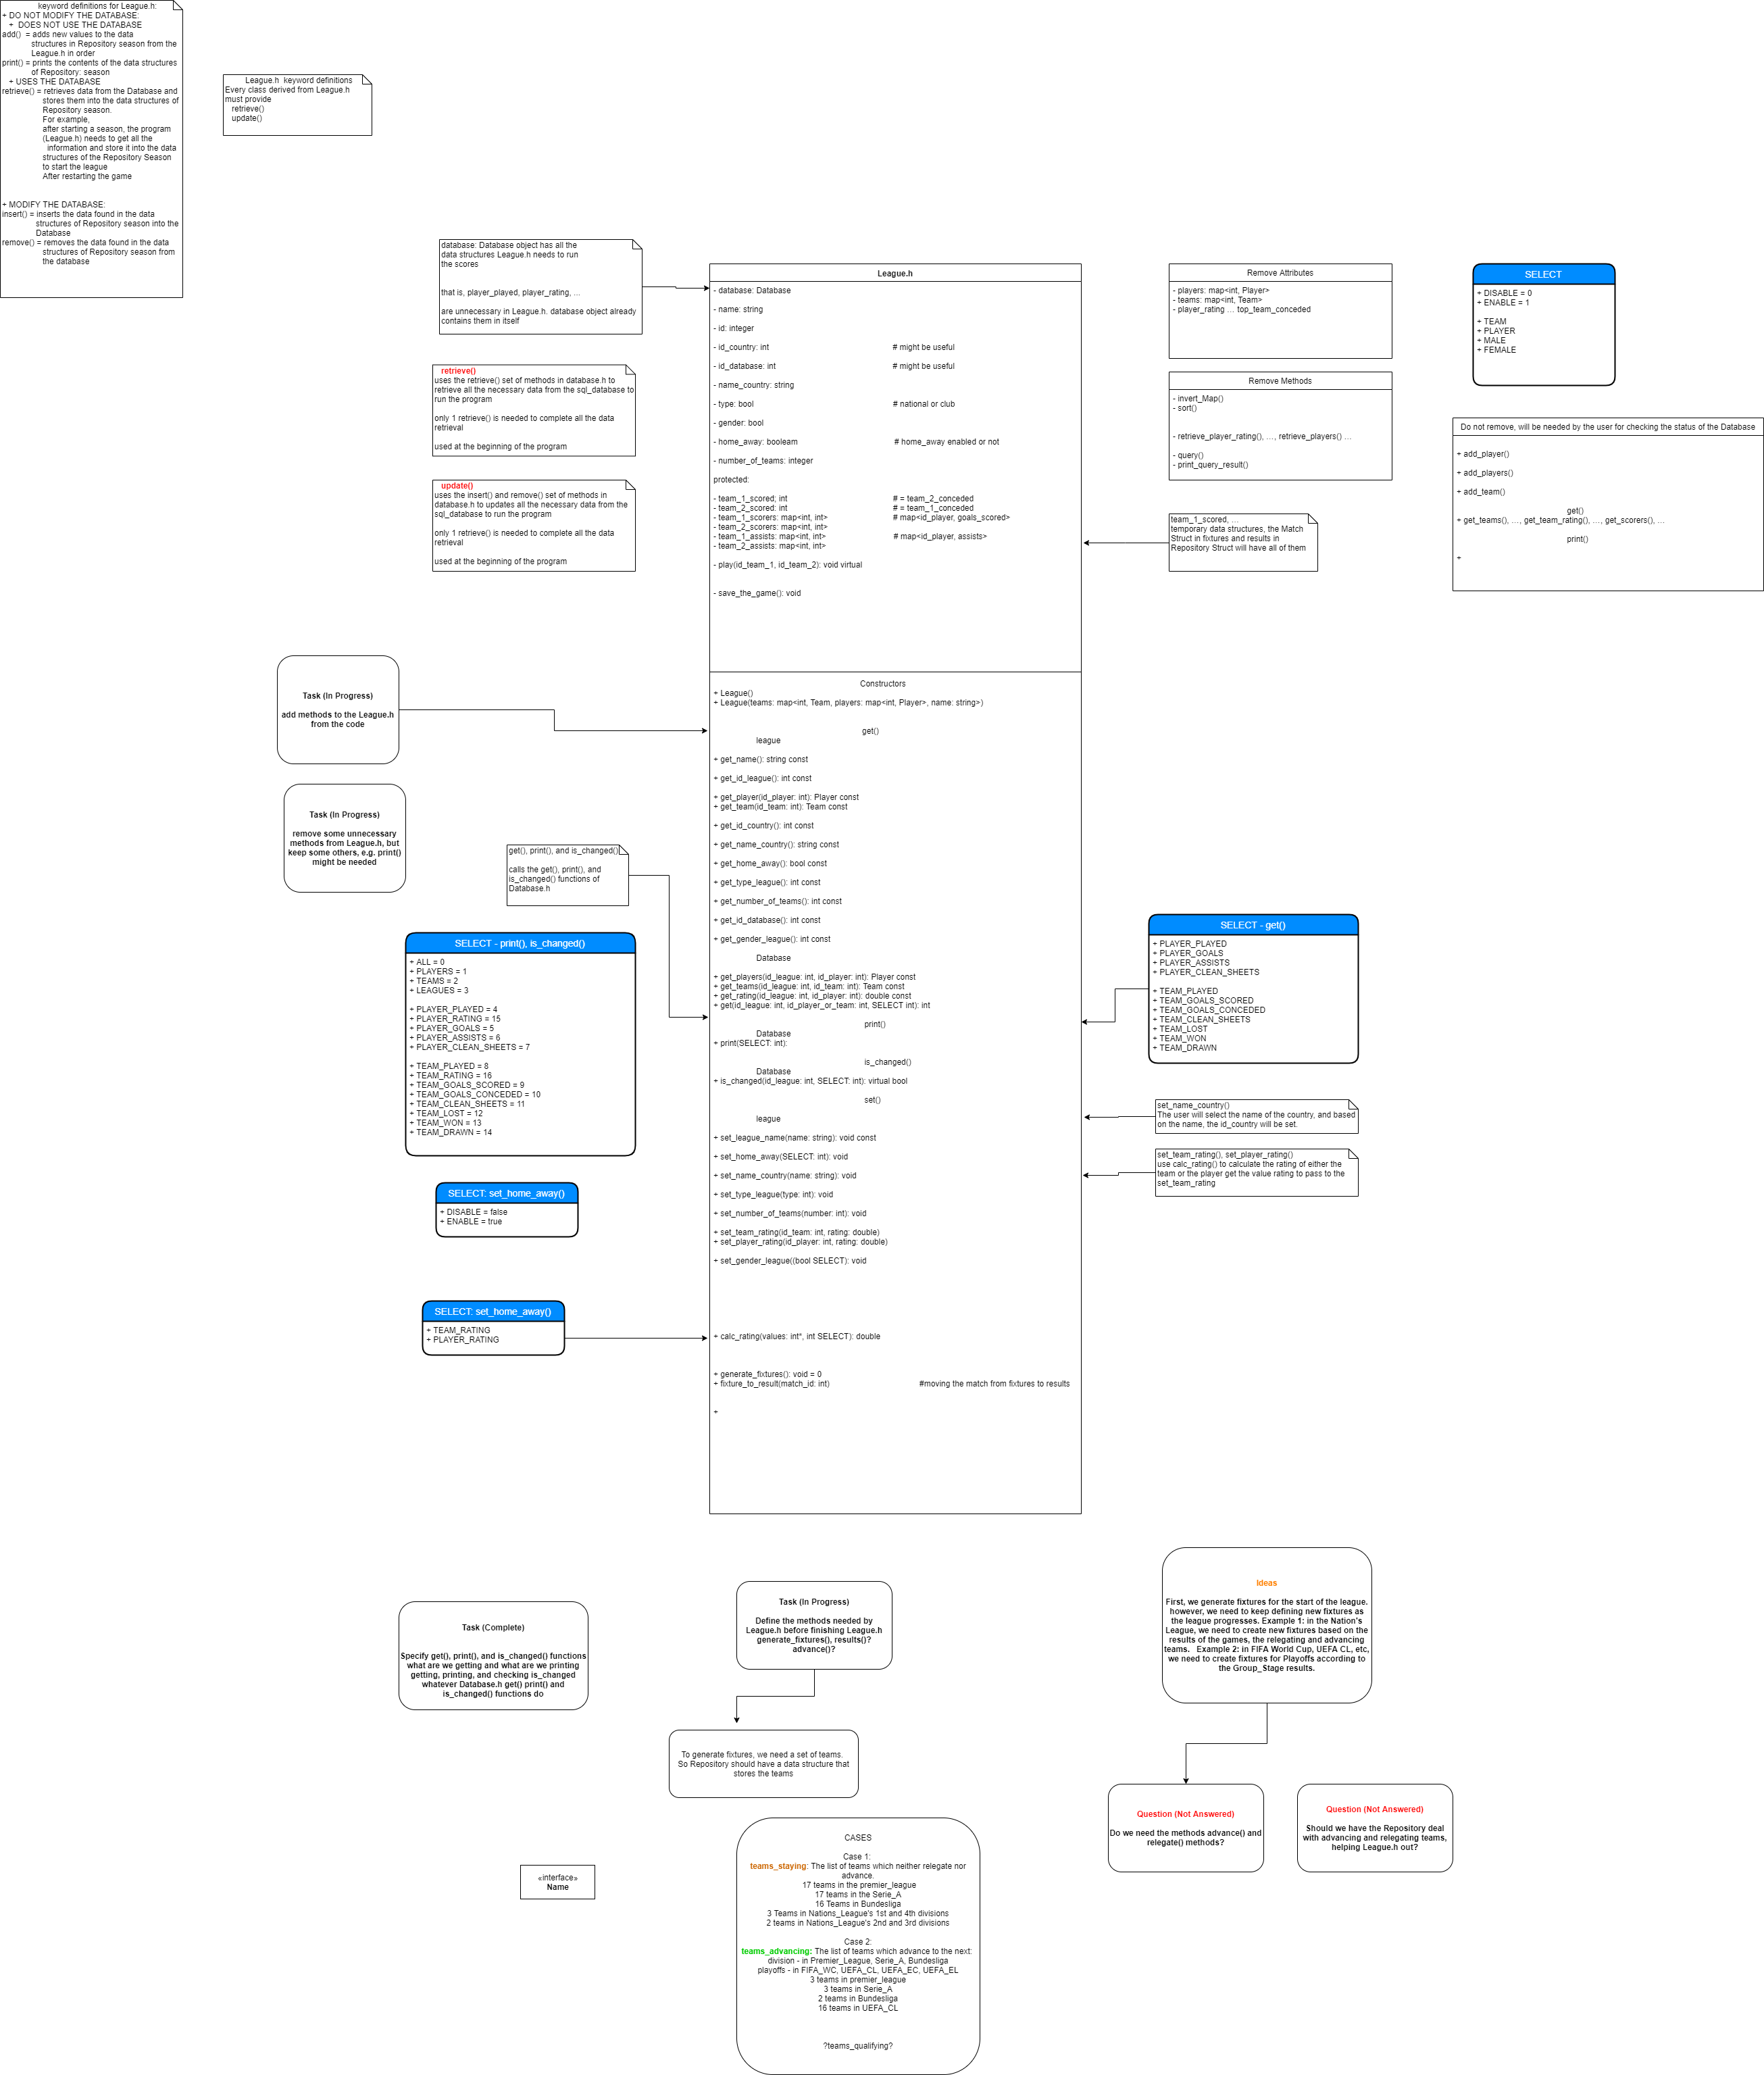 keyword definitions for League.h:
+ DO NOT MODIFY THE DATABASE:
+ DOES NOT USE THE DATABASE
add() = adds new values to the data
structures in Repository season from the
League.h in order
print() = prints the contents of the data structures
of Repository: season
+ USES THE DATABASE
retrieve() = retrieves data from the Database and
stores them into the data structures of
Repository season.
For example,
after starting a season, the program
(League.h) needs to get all the
information and store it into the data
structures of the Repository Season
to start the league
After restarting the game
+ MODIFY THE DATABASE:
insert() = inserts the data found in the data
structures of Repository season into the
Database
remove() = removes the data found in the data
structures of Repository season from
the database
League.h keyword definitions
Every class derived from League.h
must provide
retrieve()
update()
database: Database object has all the
data structures League.h needs to run
the scores
that is, player_played, player_rating, ...
are unnecessary in League.h. database object already
contains them in itself
retrieve()
uses the retrieve() set of methods in database.h to
retrieve all the necessary data from the sql_database to
run the program
only 1 retrieve() is needed to complete all the data
retrieval
used at the beginning of the program
update()
uses the insert() and remove() set of methods in
database.h to updates all the necessary data from the
sql_database to run the program
only 1 retrieve() is needed to complete all the data
retrieval
used at the beginning of the program
League.h
- database: Database
- name: string
- id: integer
- id_country: int # might be useful
- id_database: int # might be useful
- name_country: string
- type: bool # national or club
- gender: bool
- home_away: boolearn # home_away enabled or not
- number_of_teams: integer
protected:
- team_1_scored; int # = team_2_conceded
- team_2_scored: int # = team_1_conceded
- team_1_scorers: map<int, int> # map<id_player, goals_scored>
- team_2_scorers: map<int, int>
- team_1_assists: map<int, int> # map<id_player, assists>
- team_2_assists: map<int, int>
- play(id_team_1, id_team_2): void virtual
- save_the_game(): void
Constructors
+ League()
+ League(teams: map<int, Team, players: map<int, Player>, name: string>)
get()
league
+ get_name(): string const
+ get_id_league(): int const
+ get_player(id_player: int): Player const
+ get_team(id_team: int): Team const
+ get_id_country(): int const
+ get_name_country(): string const
+ get_home_away(): bool const
+ get_type_league(): int const
+ get_number_of_teams(): int const
+ get_id_database(): int const
+ get_gender_league(): int const
Database
+ get_players(id_league: int, id_player: int): Player const
+ get_teams(id_league: int, id_team: int): Team const
+ get_rating(id_league: int, id_player: int): double const
+ get(id_league: int, id_player_or_team: int, SELECT int): int
print()
Database
+ print(SELECT: int):
is_changed()
Database
+ is_changed(id_league: int, SELECT: int): virtual bool
set()
league
+ set_league_name(name: string): void const
+ set_home_away(SELECT: int): void
+ set_name_country(name: string): void
+ set_type_league(type: int): void
+ set_number_of_teams(number: int): void
+ set_team_rating(id_team: int, rating: double)
+ set_player_rating(id_player: int, rating: double)
+ set_gender_league((bool SELECT): void
+ calc_rating(values: int*, int SELECT): double
+ generate_fixtures(): void = 0
+ fixture_to_result(match_id: int) #moving the match from fixtures to results
+
Remove Attributes
- players: map<int, Player>
- teams: map<int, Team>
- player_rating ... top_team_conceded
Remove Methods
- invert_Map()
- sort()
- retrieve_player_rating(), ..., retrieve_players() ...
- query()
- print_query_result()
SELECT
+ DISABLE = 0
+ ENABLE = 1
+ TEAM
+ PLAYER
+ MALE
+ FEMALE
Do not remove, will be needed by the user for checking the status of the Database
+ add_player()
+ add_players()
+ add_team()
get()
+ get_teams(), ..., get_team_rating(), ..., get_scorers(), ...
print()
+
team_1_scored, ...
temporary data structures, the Match
Struct in fixtures and results in
Repository Struct will have all of them
Task (In Progress)
add methods to the League.h
from the code
Task (In Progress)
remove some unnecessary
methods from League.h, but
keep some others, e.g. print()
might be needed
get(), print(), and is_changed()
calls the get(), print(), and
is_changed() functions of
Database.h
SELECT - print(), is_changed()
+ ALL = 0
+ PLAYERS = 1
+ TEAMS = 2
+ LEAGUES = 3
+ PLAYER_PLAYED = 4
+ PLAYER_RATING = 15
+ PLAYER_GOALS = 5
+ PLAYER_ASSISTS = 6
+ PLAYER_CLEAN_SHEETS = 7
+ TEAM_PLAYED = 8
+ TEAM_RATING = 16
+ TEAM_GOALS_SCORED = 9
+ TEAM_GOALS_CONCEDED = 10
+ TEAM_CLEAN_SHEETS = 11
+ TEAM_LOST = 12
+ TEAM_WON = 13
+ TEAM_DRAWN = 14
SELECT - get()
+ PLAYER_PLAYED
+ PLAYER_GOALS
+ PLAYER_ASSISTS
+ PLAYER_CLEAN_SHEETS
+ TEAM_PLAYED
+ TEAM_GOALS_SCORED
+ TEAM_GOALS_CONCEDED
+ TEAM_CLEAN_SHEETS
+ TEAM_LOST
+ TEAM_WON
+ TEAM_DRAWN
set_name_country()
The user will select the name of the country, and based
on the name, the id_country will be set.
set_team_rating(), set_player_rating()
use calc_rating() to calculate the rating of either the
team or the player get the value rating to pass to the
set_team_rating
SELECT: set_home_away()
+ DISABLE = false
+ ENABLE = true
SELECT: set_home_away()
+ TEAM_RATING
+ PLAYER_RATING
Task (Complete)
Specify get(), print(), and is_changed() functions
what are we getting and what are we printing
getting, printing, and checking is_changed
whatever Database.h get() print() and
is_changed() functions do
Task (In Progress)
Define the methods needed by
League.h before finishing League.h
generate_fixtures(), results()?
advance()?
To generate fixtures, we need a set of teams.
So Repository should have a data structure that
stores the teams
Ideas
First, we generate fixtures for the start of the league.
however, we need to keep defining new fixtures as
the league progresses. Example 1: in the Nation's
League, we need to create new fixtures based on the
results of the games, the relegating and advancing
teams. Example 2: in FIFA World Cup, UEFA CL, etc,
we need to create fixtures for Playoffs according to
the Group_Stage results.
Question (Not Answered)
Do we need the methods advance() and
relegate() methods?
Question (Not Answered)
Should we have the Repository deal
with advancing and relegating teams,
helping League.h out?
«interface»
Name
CASES
Case 1:
teams_staying: The list of teams which neither relegate nor
advance.
17 teams in the premier_league
17 teams in the Serie_A
16 Teams in Bundesliga
3 Teams in Nations_League's 1st and 4th divisions
2 teams in Nations_League's 2nd and 3rd divisions
Case 2:
teams_advancing: The list of teams which advance to the next:
division - in Premier_League, Serie_A, Bundesliga
playoffs - in FIFA_WC, UEFA_CL, UEFA_EC, UEFA_EL
3 teams in premier_league
3 teams in Serie_A
2 teams in Bundesliga
16 teams in UEFA_CL
?teams_qualifying?